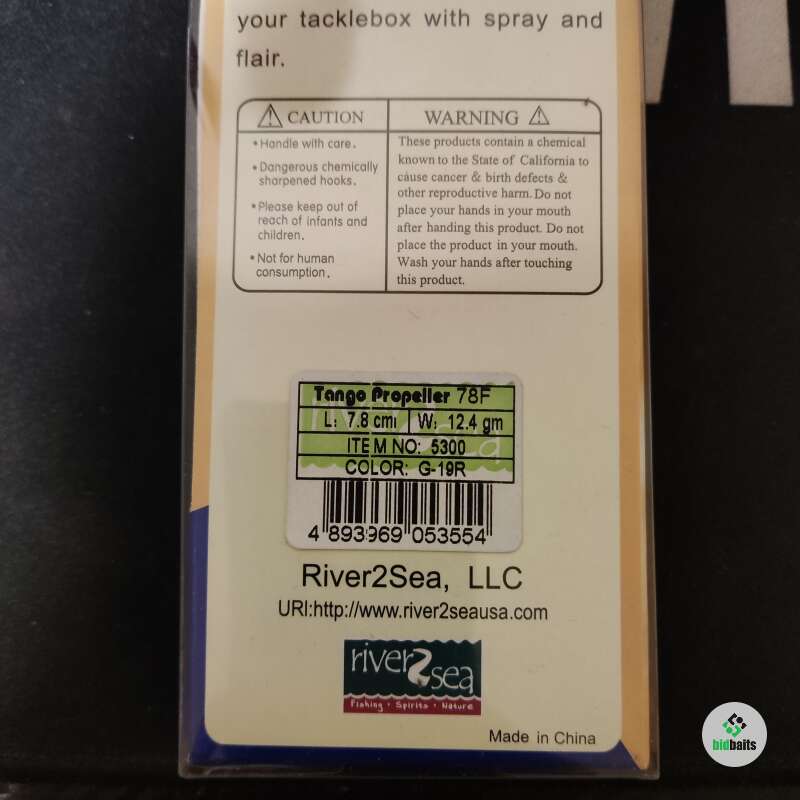 your tacklebox with spray and
flair.
CAUTION
• Handle with care.
• Dangerous chemically
sharpened hooks.
• Please keep out of
reach of infants and
children.
• Not for human
consumption.
WARNING
These products contain a chemical
known to the State of California to
cause cancer & birth defects &
other reproductive harm. Do not
place your hands in your mouth
after handing this product. Do not
place the product in your mouth.
Wash your hands after touching
this product.
Tango Propeller 78F
L: 7.8 cm W: 12.4 gm
ITEM NO: 5300
COLOR: G-19R
4 893969 053554
River2Sea, LLC
URl:http://www.river2seausa.com
river2sea
Fishing • Spirits • Nature
Made in China
bidbaits